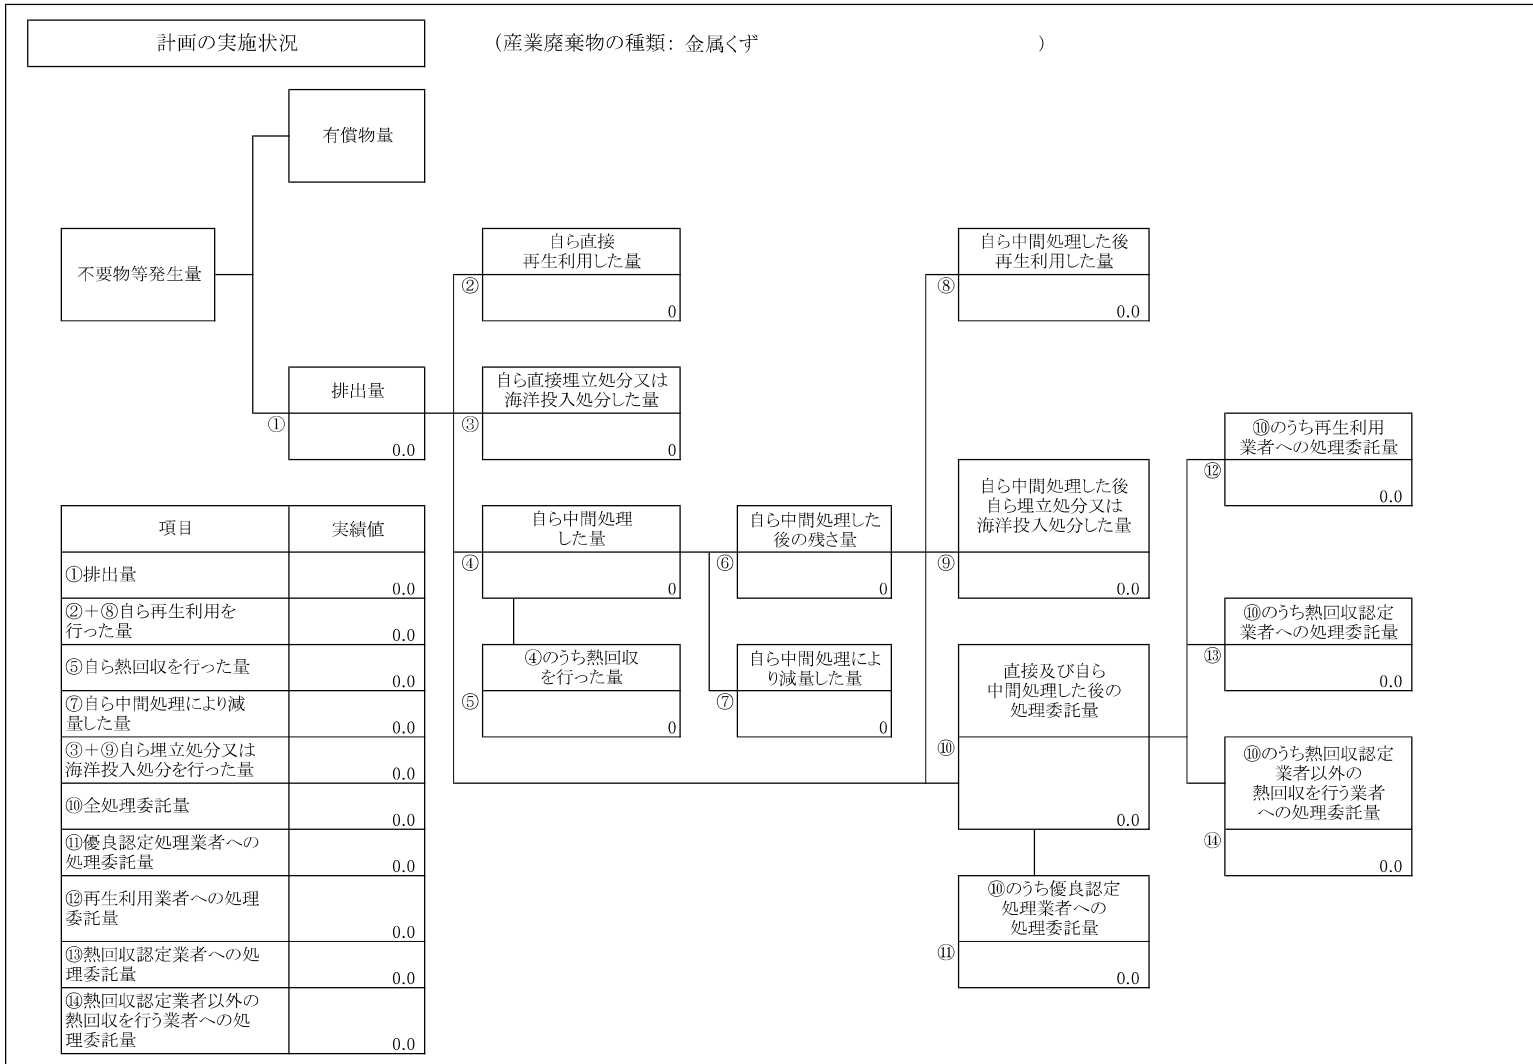 計画の実施状況
（産業廃棄物の種類：金属くず　　　　　　　　　　）
有償物量
不要物等発生量
排出量
①
0.0
自ら直接
再生利用した量
②
0
自ら直接埋立処分又は
海洋投入処分した量
③
0
自ら中間処理
した量
④
0
④のうち熱回収
を行った量
⑤
0
自ら中間処理した
後の残さ量
⑥
0
自ら中間処理によ
り減量した量
⑦
0
自ら中間処理した後
再生利用した量
⑧
0.0
自ら中間処理した後
自ら埋立処分又は
海洋投入処分した量
⑨
0.0
直接及び自ら
中間処理した後の
処理委託量
⑩
0.0
⑩のうち優良認定
処理業者への
処理委託量
⑪
0.0
⑩のうち再生利用
業者への処理委託量
⑫
0.0
⑩のうち熱回収認定
業者への処理委託量
⑬
0.0
⑩のうち熱回収認定
業者以外の
熱回収を行う業者
への処理委託量
⑭
0.0
項目 実績値
①排出量
0.0
②＋⑧自ら再生利用を
行った量
0.0
⑤自ら熱回収を行った量
0.0
⑦自ら中間処理により減
量した量
0.0
③＋⑨自ら埋立処分又は
海洋投入処分を行った量
0.0
⑩全処理委託量
0.0
⑪優良認定処理業者への
処理委託量
0.0
⑫再生利用業者への処理
委託量
0.0
⑬熱回収認定業者への処
理委託量
0.0
⑭熱回収認定業者以外の
熱回収を行う業者への処
理委託量
0.0